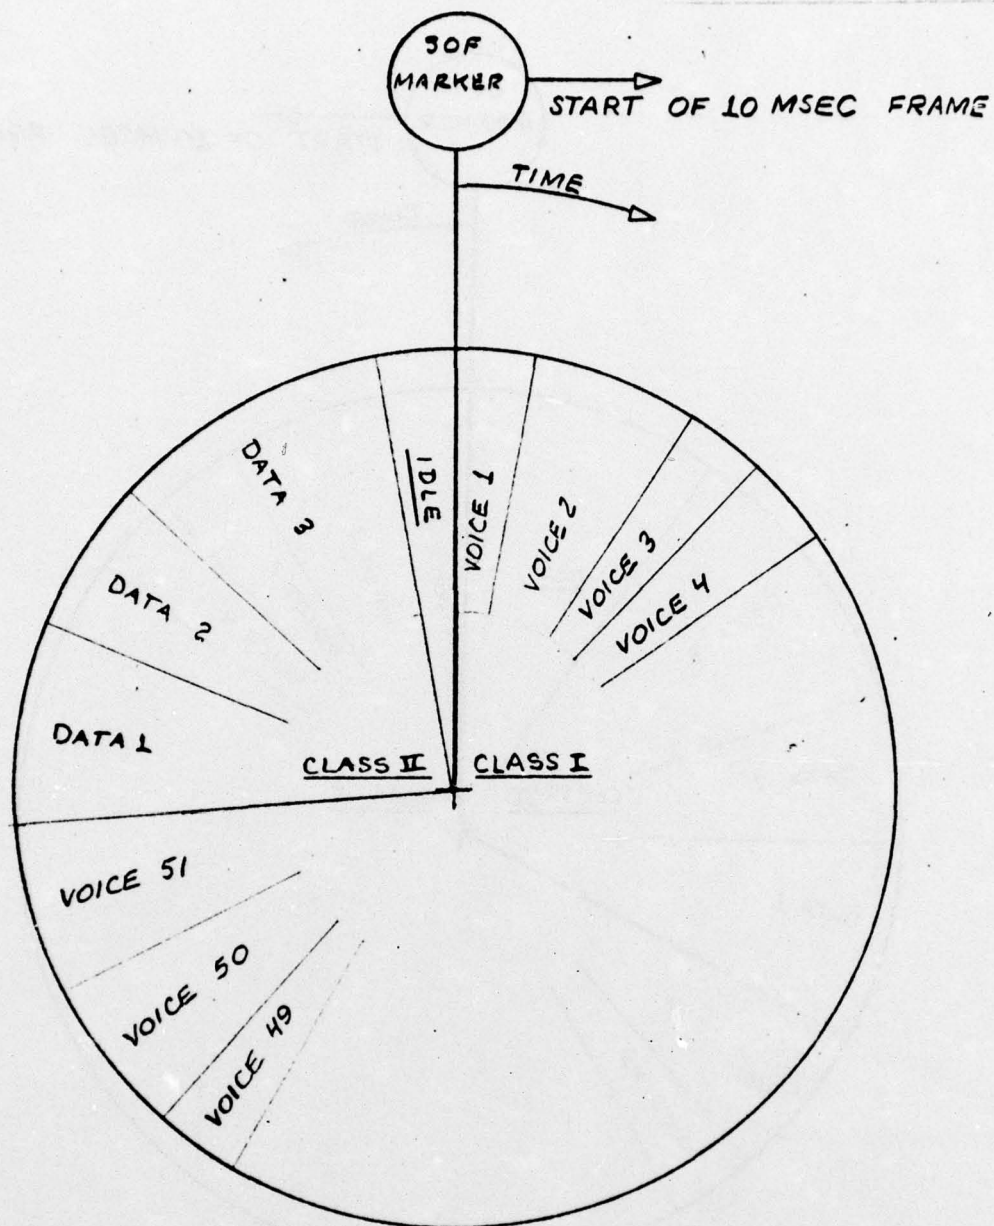 SOF
MARKER
START OF 10 MSEC FRAME
TIME
VOICE 1
VOICE 2
VOICE 3
VOICE 4
CLASS I
CLASS II
IDLE
DATA 3
DATA 2
DATA 1
VOICE 51
VOICE 50
VOICE 49